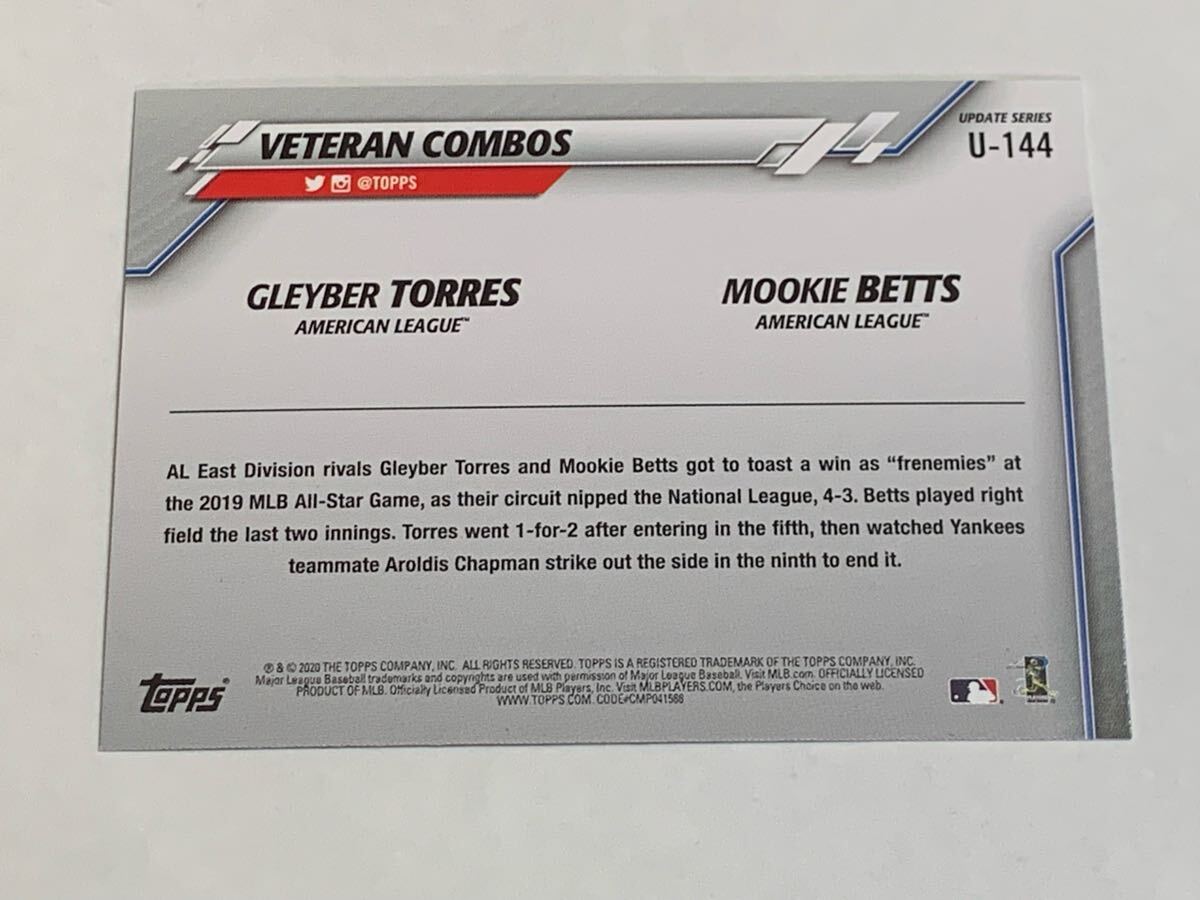 VETERAN COMBOS
UPDATE SERIES
U-144
@TOPPS
GLEYBER TORRES
AMERICAN LEAGUE™
MOOKIE BETTS
AMERICAN LEAGUE™
AL East Division rivals Gleyber Torres and Mookie Betts got to toast a win as “frenemies” at
the 2019 MLB All-Star Game, as their circuit nipped the National League, 4-3. Betts played right
field the last two innings. Torres went 1-for-2 after entering in the fifth, then watched Yankees
teammate Aroldis Chapman strike out the side in the ninth to end it.
® & © 2020 THE TOPPS COMPANY, INC. ALL RIGHTS RESERVED. TOPPS IS A REGISTERED TRADEMARK OF THE TOPPS COMPANY, INC.
Major League Baseball trademarks and copyrights are used with permission of Major League Baseball. Visit MLB.com. OFFICIALLY LICENSED
PRODUCT OF MLB. Officially Licensed Product of MLB Players, Inc. Visit MLBPLAYERS.COM, the Players Choice on the web.
WWW.TOPPS.COM. CODE#CMP041588
Topps®